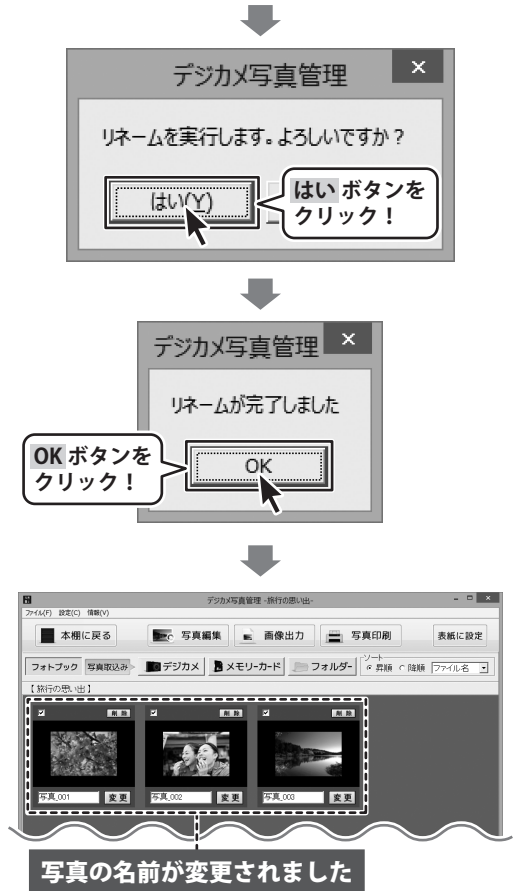 デジカメ写真管理
×
リネームを実行します。よろしいですか?
はい(Y)
はい ボタンを
クリック!
デジカメ写真管理
×
リネームが完了しました
OK ボタンを
クリック!
OK
デジカメ写真管理 -旅行の思い出-
ファイル(F) 設定(C) 情報(V)
本棚に戻る 写真編集 画像出力 写真印刷 表紙に設定
フォトブック 写真取込み デジカメ メモリーカード フォルダー ソート 昇順 降順 ファイル名
【 旅行の思い出 】
削除 削除 削除
写真_001 変更 写真_002 変更 写真_003 変更
写真の名前が変更されました